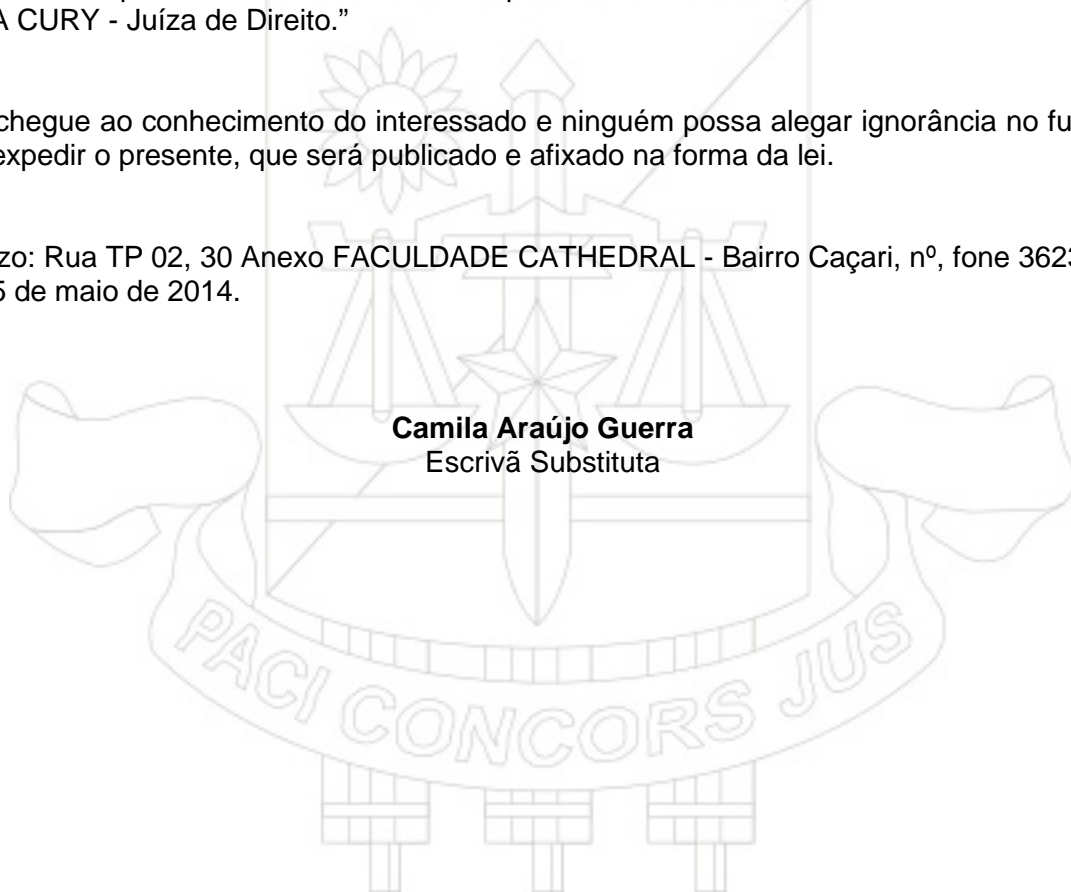 A CURY - Juíza de Direito.”
chegue ao conhecimento do interessado e ninguém possa alegar ignorância no fu
expedir o presente, que será publicado e afixado na forma da lei.
zo: Rua TP 02, 30 Anexo FACULDADE CATHEDRAL - Bairro Caçari, nº, fone 3623
5 de maio de 2014.
Camila Araújo Guerra
Escrivã Substituta
PACI CONCORS JUS